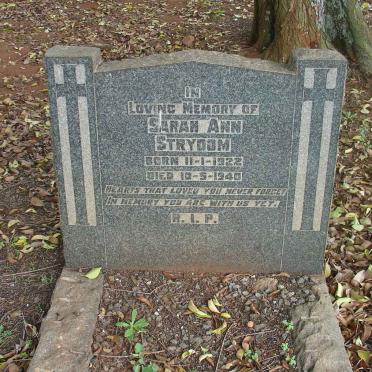 IN
LOVING MEMORY OF
SARAH ANN
STRYDOM
BORN 11-1-1922
DIED 10-5-1940
HEARTS THAT LOVED YOU NEVER FORGET
IN MEMORY YOU ARE WITH US YET.
R. I. P.